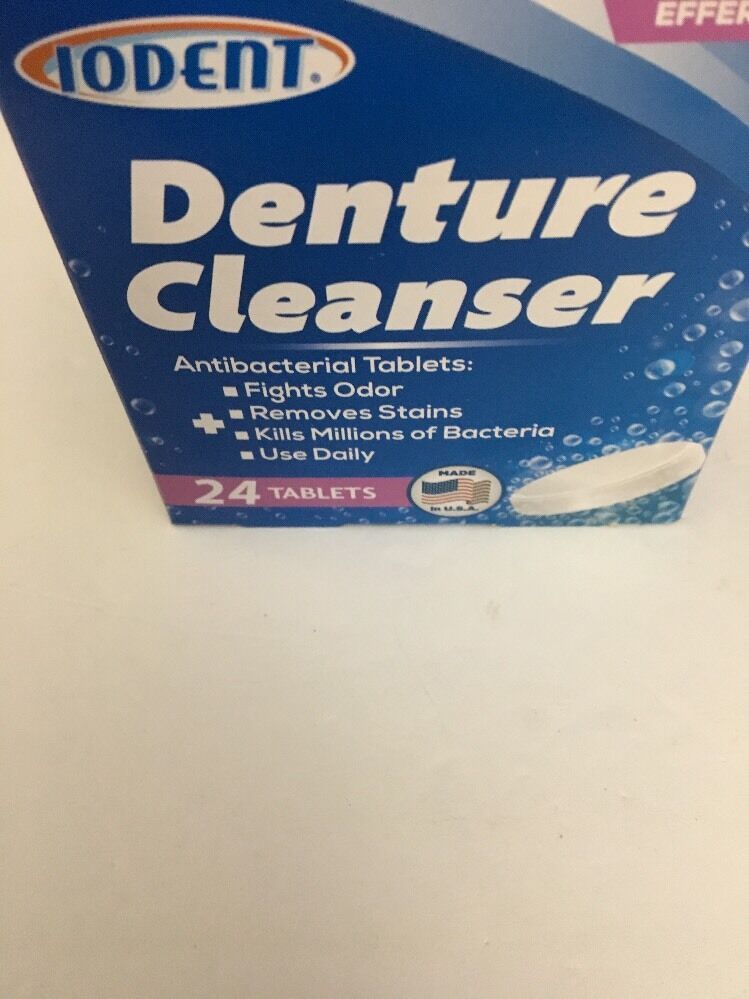 IODENT®
Denture
Cleanser
Antibacterial Tablets:
▪ Fights Odor
+ ▪ Removes Stains
▪ Kills Millions of Bacteria
▪ Use Daily
24 TABLETS
MADE
In U.S.A.